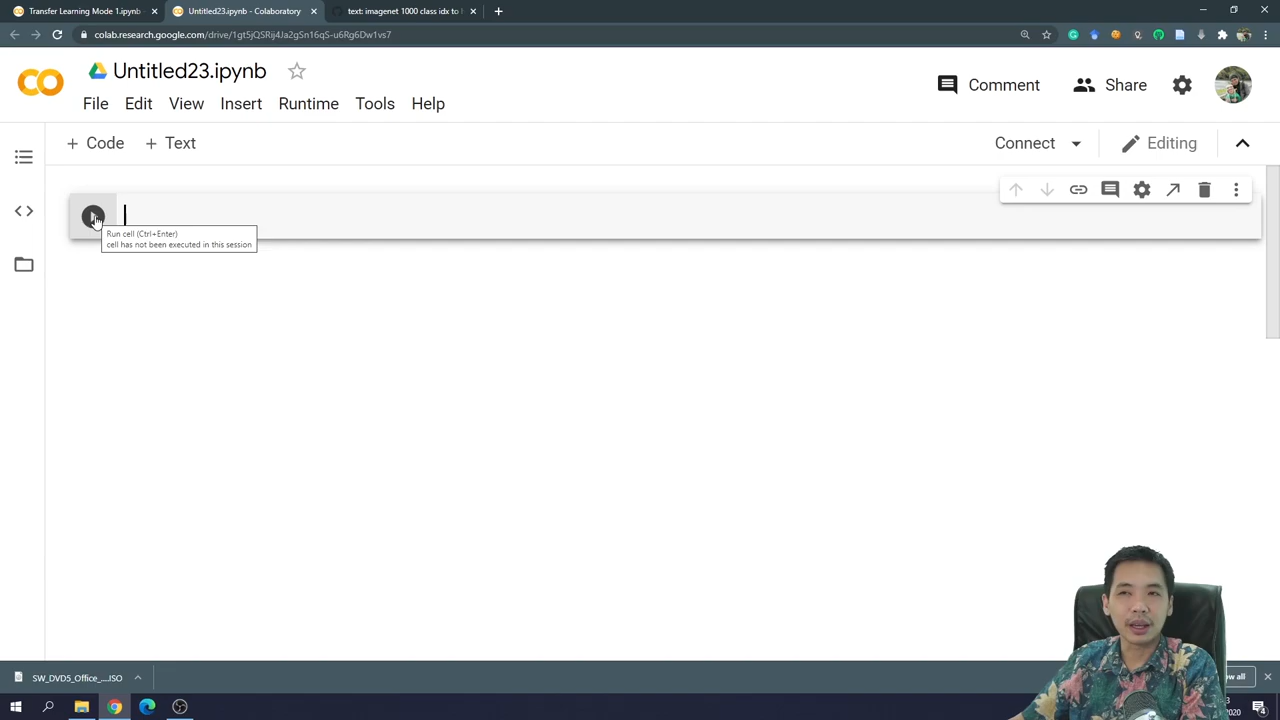 Transfer Learning Mode 1.ipynb -
Untitled23.ipynb - Colaboratory
text: imagenet 1000 class idx to
colab.research.google.com/drive/1gt5jQSRij4Ja2gSn16qS-u6Rg6Dw1vs7
Untitled23.ipynb
File Edit View Insert Runtime Tools Help
Comment
Share
+ Code + Text
Connect
Editing
Run cell (Ctrl+Enter)
cell has not been executed in this session
SW_DVD5_Office_....ISO
2020
4